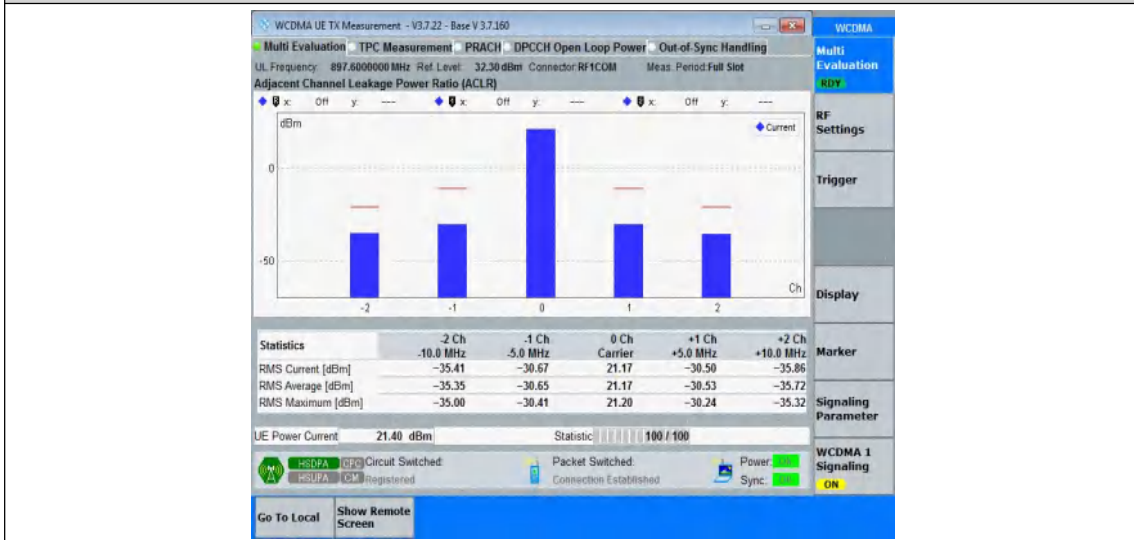 WCDMA UE TX Measurement - V3.7.22 - Base V 3.7.160
WCDMA
Multi Evaluation TPC Measurement PRACH DPCCH Open Loop Power Out-of-Sync Handling
Multi Evaluation
RDY
UL Frequency: 897.6000000 MHz Ref. Level: 32.30 dBm Connector: RF1COM Meas. Period: Full Slot
Adjacent Channel Leakage Power Ratio (ACLR)
x: Off y: --- x: Off y: --- x: Off y: ---
dBm
Current
0
-50
Ch
-2 -1 0 1 2
RF Settings
Trigger
Display
Marker
Signaling Parameter
WCDMA 1 Signaling
ON
Statistics -2 Ch -1 Ch 0 Ch +1 Ch +2 Ch
-10.0 MHz -5.0 MHz Carrier +5.0 MHz +10.0 MHz
RMS Current [dBm] -35.41 -30.67 21.17 -30.50 -35.86
RMS Average [dBm] -35.35 -30.65 21.17 -30.53 -35.72
RMS Maximum [dBm] -35.00 -30.41 21.20 -30.24 -35.32
UE Power Current 21.40 dBm Statistic 100 / 100
HSDPA CPC Circuit Switched: Packet Switched: Power:
HSUPA CM Registered Connection Established Sync:
Go To Local
Show Remote Screen